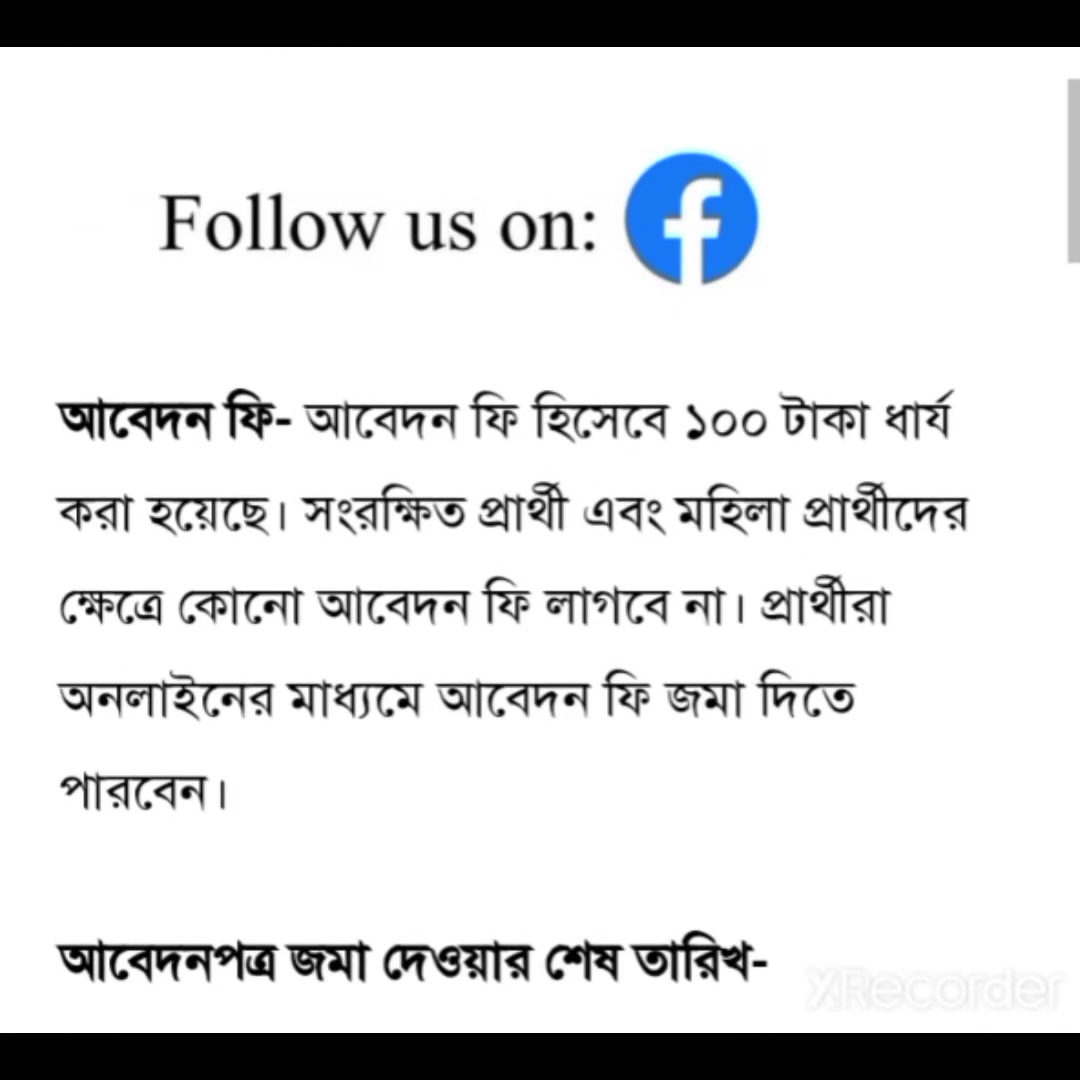 Follow us on:
আবেদন ফি- আবেদন ফি হিসেবে ১০০ টাকা ধার্য
করা হয়েছে। সংরক্ষিত প্রার্থী এবং মহিলা প্রার্থীদের
ক্ষেত্রে কোনো আবেদন ফি লাগবে না। প্রার্থীরা
অনলাইনের মাধ্যমে আবেদন ফি জমা দিতে
পারবেন।
আবেদনপত্র জমা দেওয়ার শেষ তারিখ-
XRecorder